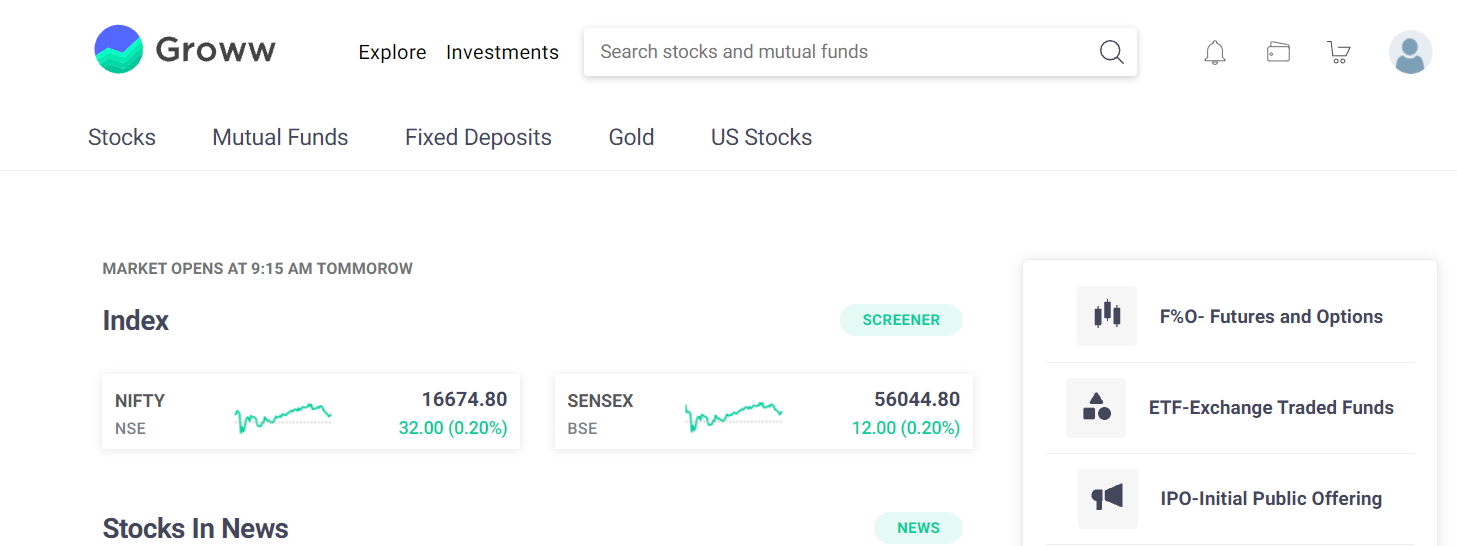 Groww
Explore Investments Search stocks and mutual funds
Stocks Mutual Funds Fixed Deposits Gold US Stocks
MARKET OPENS AT 9:15 AM TOMMOROW
Index SCREENER
NIFTY 16674.80
NSE 32.00 (0.20%)
SENSEX 56044.80
BSE 12.00 (0.20%)
Stocks In News NEWS
F%O- Futures and Options
ETF-Exchange Traded Funds
IPO-Initial Public Offering